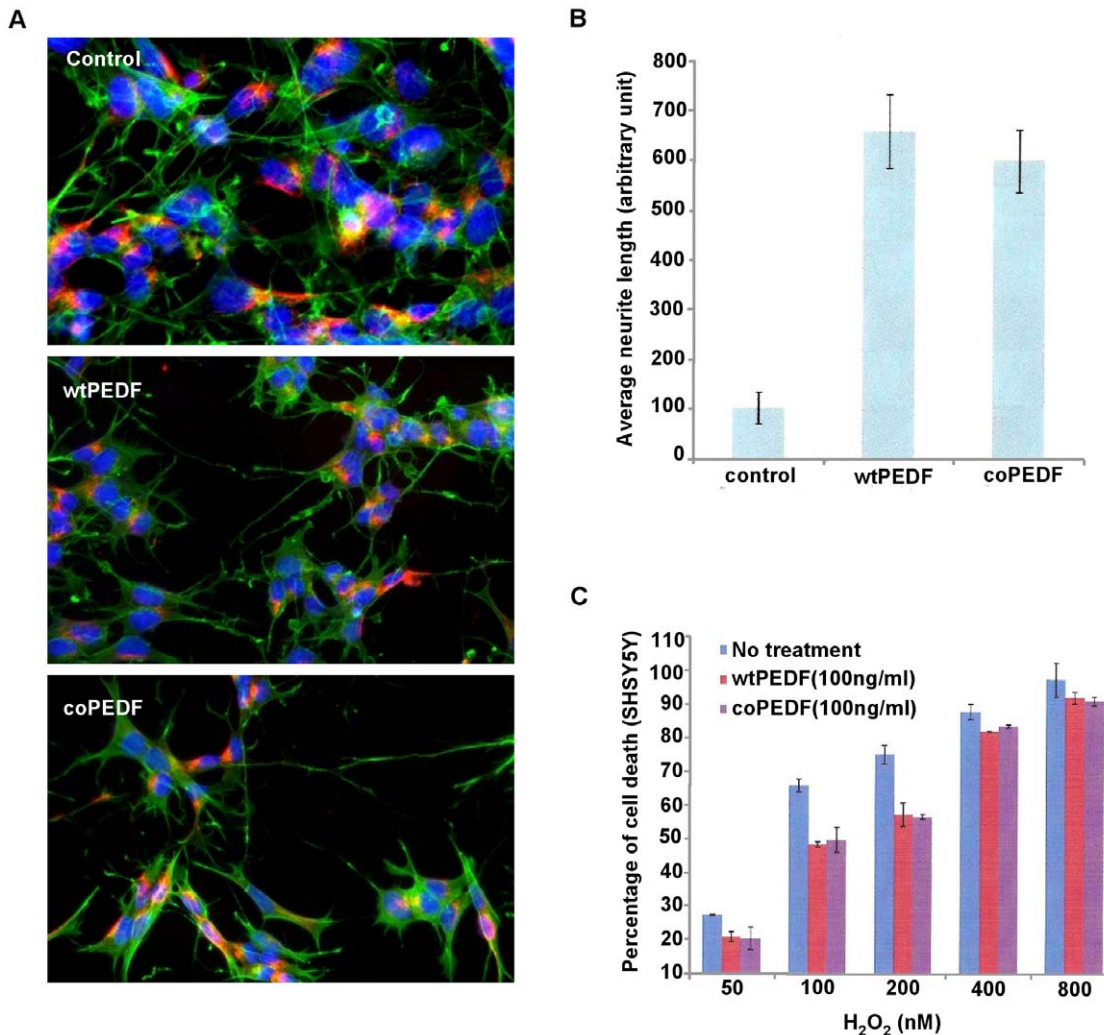 A
Control
wtPEDF
coPEDF
B
Average neurite length (arbitrary unit)
800
700
600
500
400
300
200
100
0
control
wtPEDF
coPEDF
C
Percentage of cell death (SHSY5Y)
110
100
90
80
70
60
50
40
30
20
10
No treatment
wtPEDF(100ng/ml)
coPEDF(100ng/ml)
50
100
200
400
800
H₂O₂ (nM)